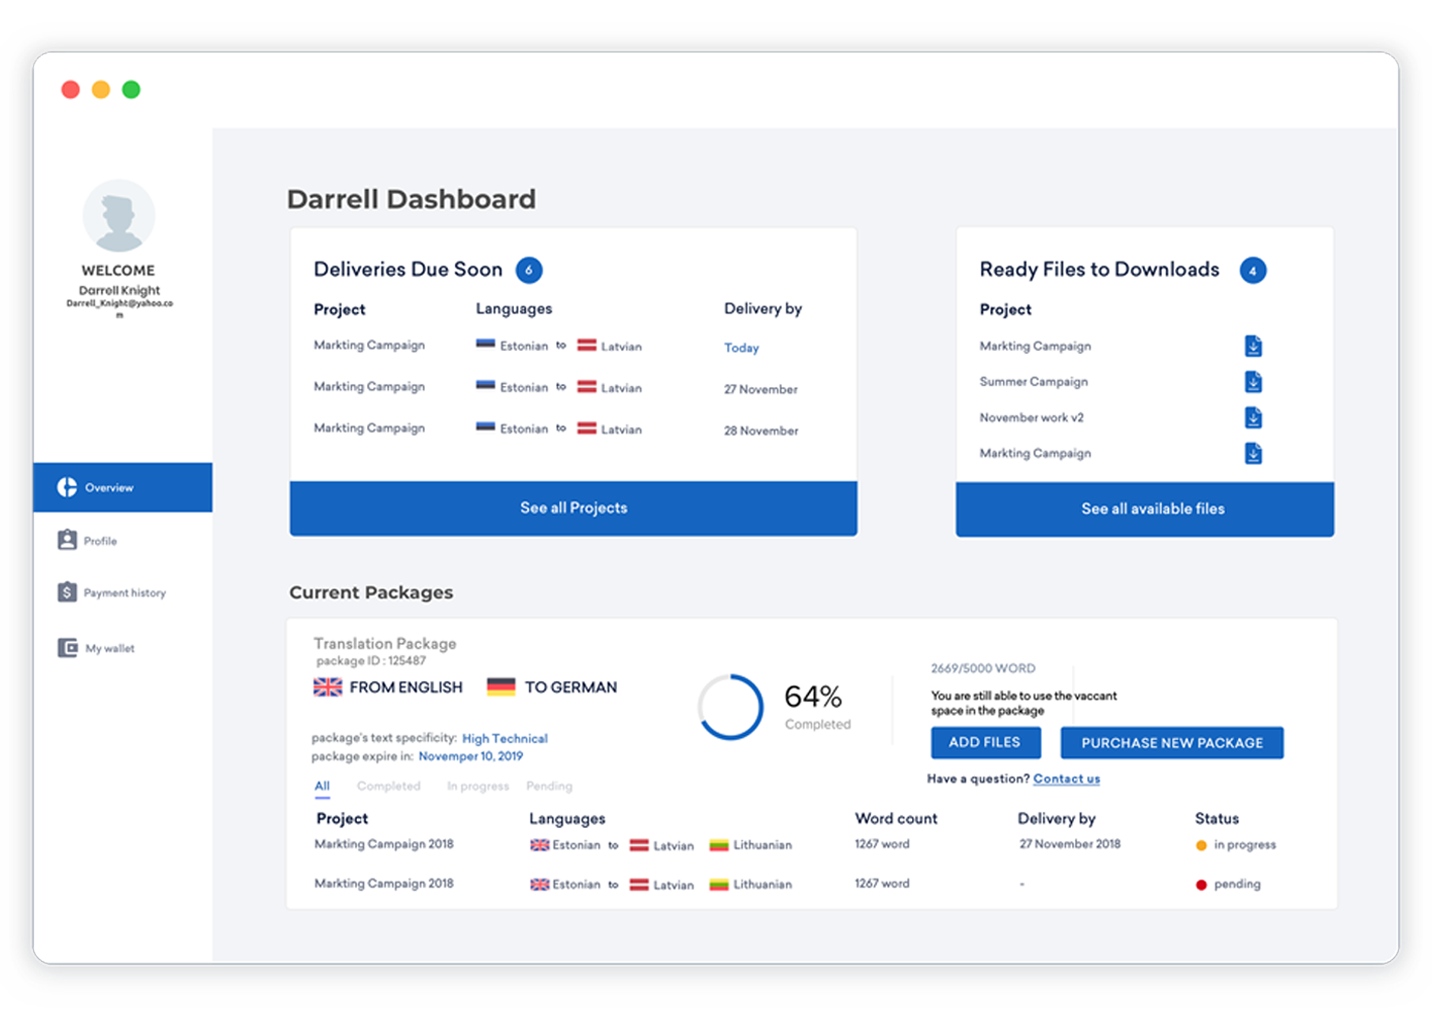 WELCOME
Darrell Knight
Darrell_Knight@yahoo.co
m
Overview
Profile
Payment history
My wallet
Darrell Dashboard
Deliveries Due Soon 6
Project Languages Delivery by
Markting Campaign Estonian to Latvian Today
Markting Campaign Estonian to Latvian 27 November
Markting Campaign Estonian to Latvian 28 November
See all Projects
Ready Files to Downloads 4
Project
Markting Campaign
Summer Campaign
November work v2
Markting Campaign
See all available files
Current Packages
Translation Package
package ID : 125487
FROM ENGLISH TO GERMAN
package's text specificity: High Technical
package expire in: Novemper 10, 2019
64%
Completed
2669/5000 WORD
You are still able to use the vaccant
space in the package
ADD FILES PURCHASE NEW PACKAGE
Have a question? Contact us
All Completed In progress Pending
Project Languages Word count Delivery by Status
Markting Campaign 2018 Estonian to Latvian Lithuanian 1267 word 27 November 2018 in progress
Markting Campaign 2018 Estonian to Latvian Lithuanian 1267 word - pending